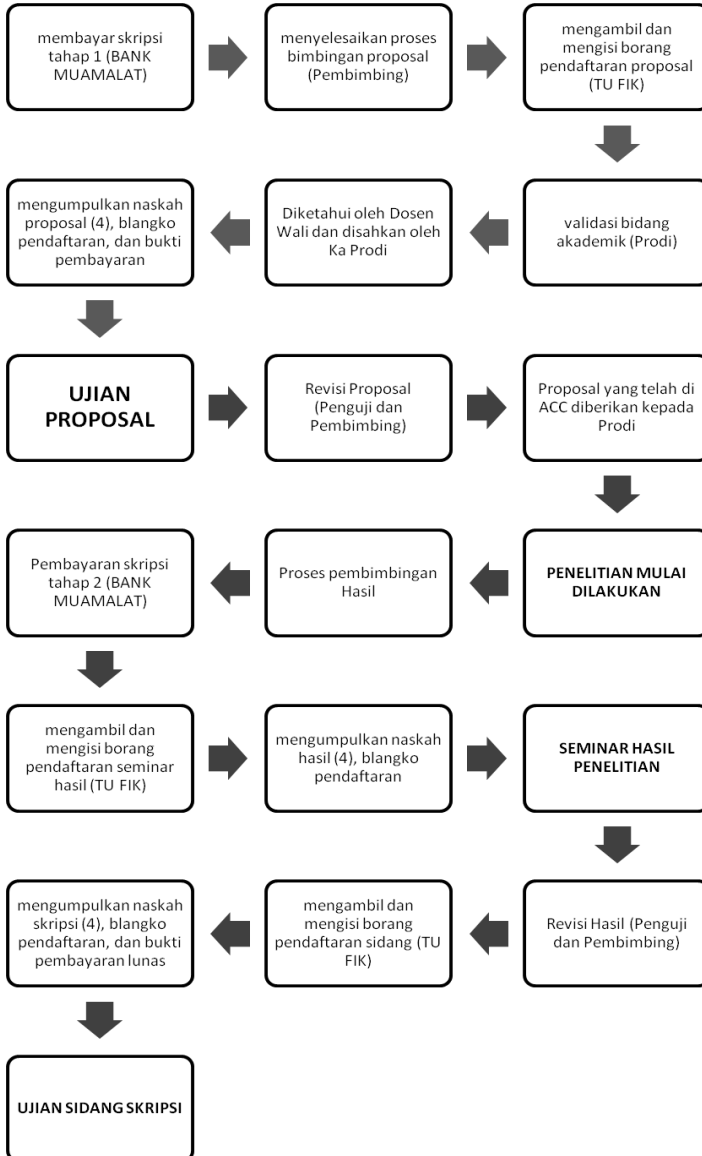 membayar skripsi
tahap 1 (BANK
MUAMALAT)
menyelesaikan proses
bimbingan proposal
(Pembimbing)
mengambil dan
mengisi borang
pendaftaran proposal
(TU FIK)
validasi bidang
akademik (Prodi)
Diketahui oleh Dosen
Wali dan disahkan oleh
Ka Prodi
mengumpulkan naskah
proposal (4), blangko
pendaftaran, dan bukti
pembayaran
UJIAN
PROPOSAL
Revisi Proposal
(Penguji dan
Pembimbing)
Proposal yang telah di
ACC diberikan kepada
Prodi
PENELITIAN MULAI
DILAKUKAN
Proses pembimbingan
Hasil
Pembayaran skripsi
tahap 2 (BANK
MUAMALAT)
mengambil dan
mengisi borang
pendaftaran seminar
hasil (TU FIK)
mengumpulkan naskah
hasil (4), blangko
pendaftaran
SEMINAR HASIL
PENELITIAN
Revisi Hasil (Penguji
dan Pembimbing)
mengambil dan
mengisi borang
pendaftaran sidang (TU
FIK)
mengumpulkan naskah
skripsi (4), blangko
pendaftaran, dan bukti
pembayaran lunas
UJIAN SIDANG SKRIPSI